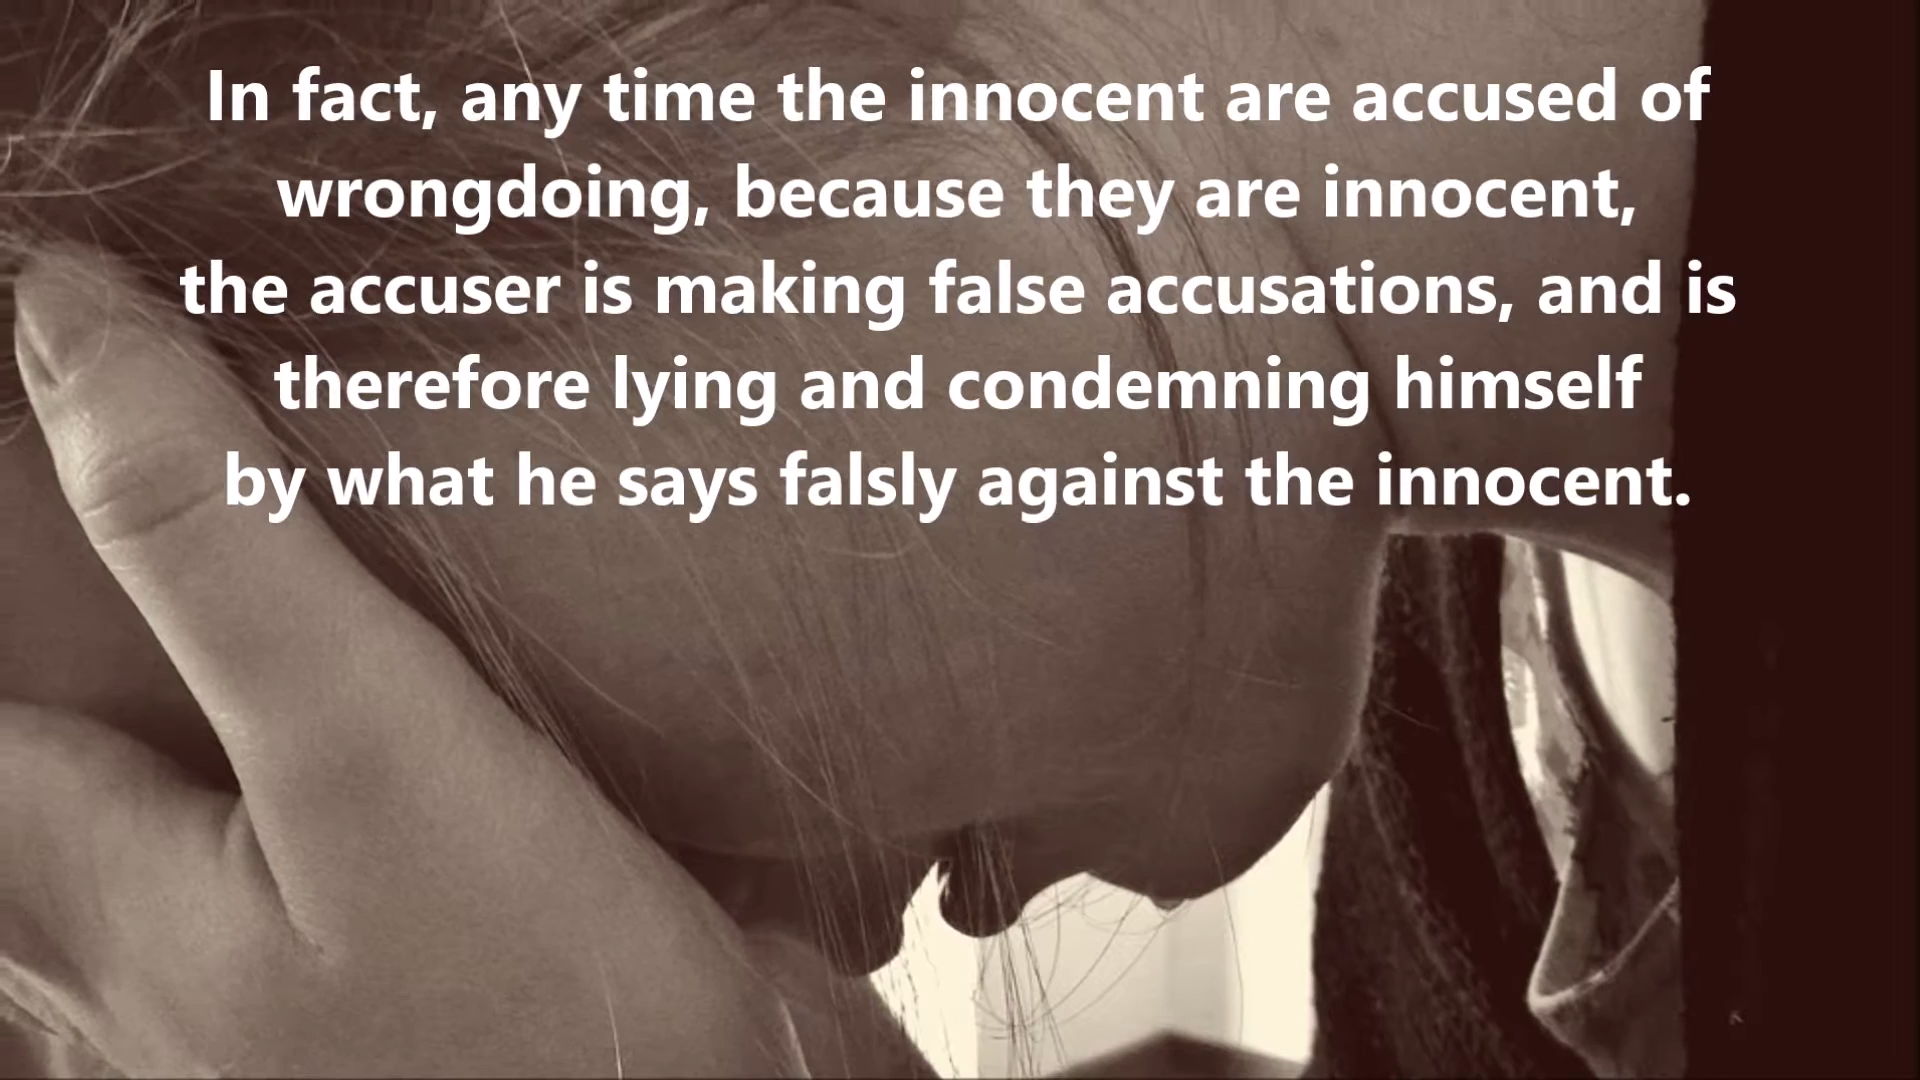 In fact, any time the innocent are accused of
wrongdoing, because they are innocent,
the accuser is making false accusations, and is
therefore lying and condemning himself
by what he says falsly against the innocent.